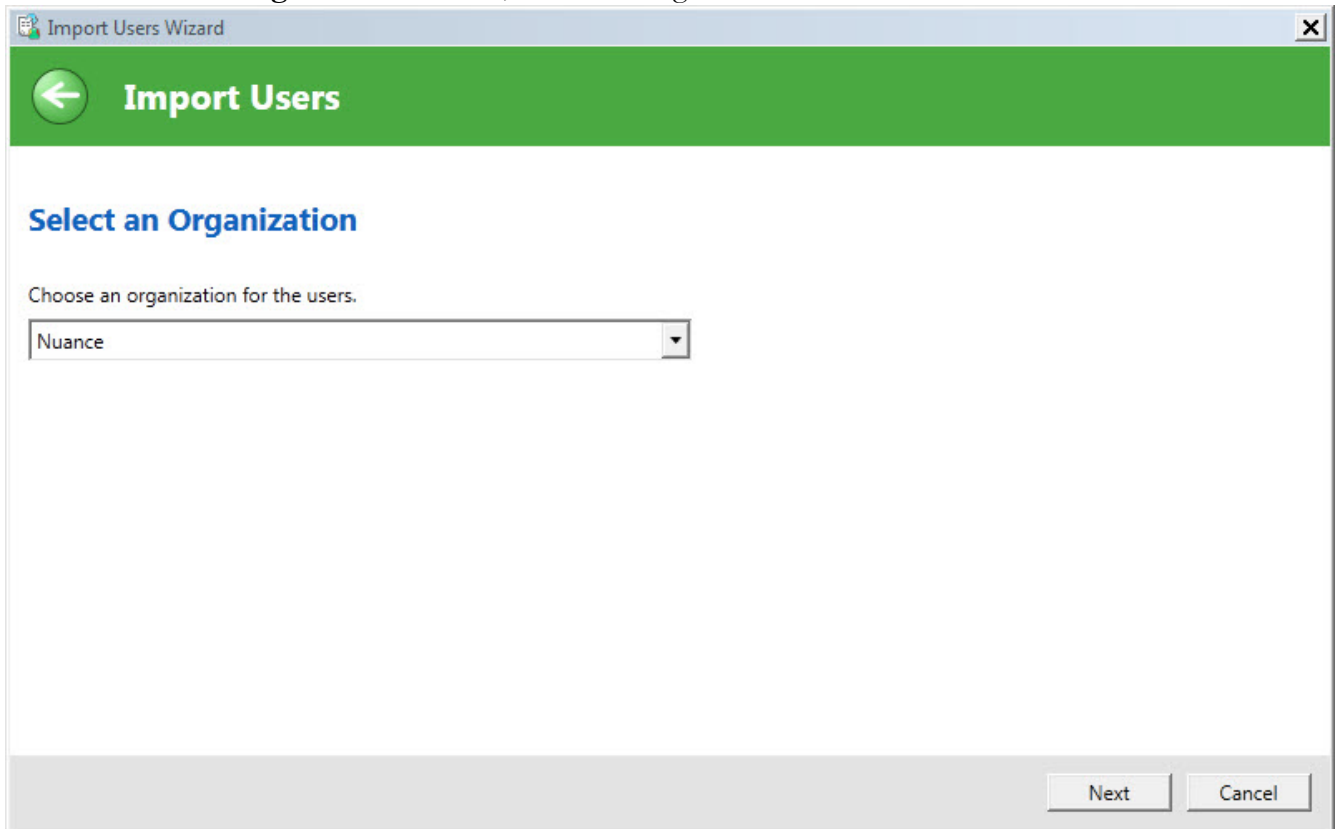 Import Users Wizard
Import Users
Select an Organization
Choose an organization for the users.
Nuance
Next Cancel